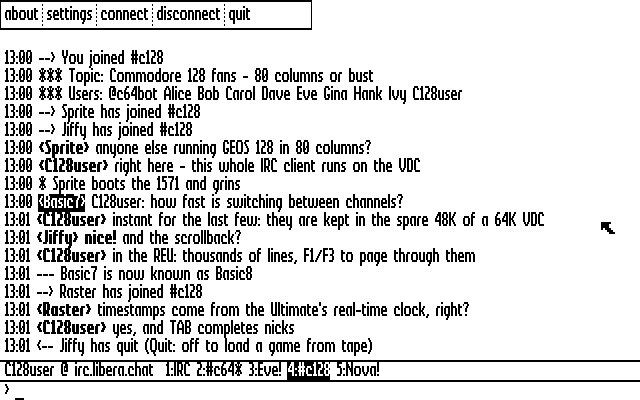 about settings connect disconnect quit
13:00 --> You joined #c128
13:00 *** Topic: Commodore 128 fans - 80 columns or bust
13:00 *** Users: @c64bot Alice Bob Carol Dave Eve Gina Hank Ivy C128user
13:00 --> Sprite has joined #c128
13:00 --> Jiffy has joined #c128
13:00 <Sprite> anyone else running GEOS 128 in 80 columns?
13:00 <C128user> right here - this whole IRC client runs on the VDC
13:00 * Sprite boots the 1571 and grins
13:00 <Basic7> C128user: how fast is switching between channels?
13:01 <C128user> instant for the last few: they are kept in the spare 48K of a 64K VDC
13:01 <Jiffy> nice! and the scrollback?
13:01 <C128user> in the REU: thousands of lines, F1/F3 to page through them
13:01 --- Basic7 is now known as Basic8
13:01 --> Raster has joined #c128
13:01 <Raster> timestamps come from the Ultimate's real-time clock, right?
13:01 <C128user> yes, and TAB completes nicks
13:01 <-- Jiffy has quit (Quit: off to load a game from tape)
C128user @ irc.libera.chat 1:IRC 2:#c64* 3:Eve! 4:#c128 5:Nova!
> _